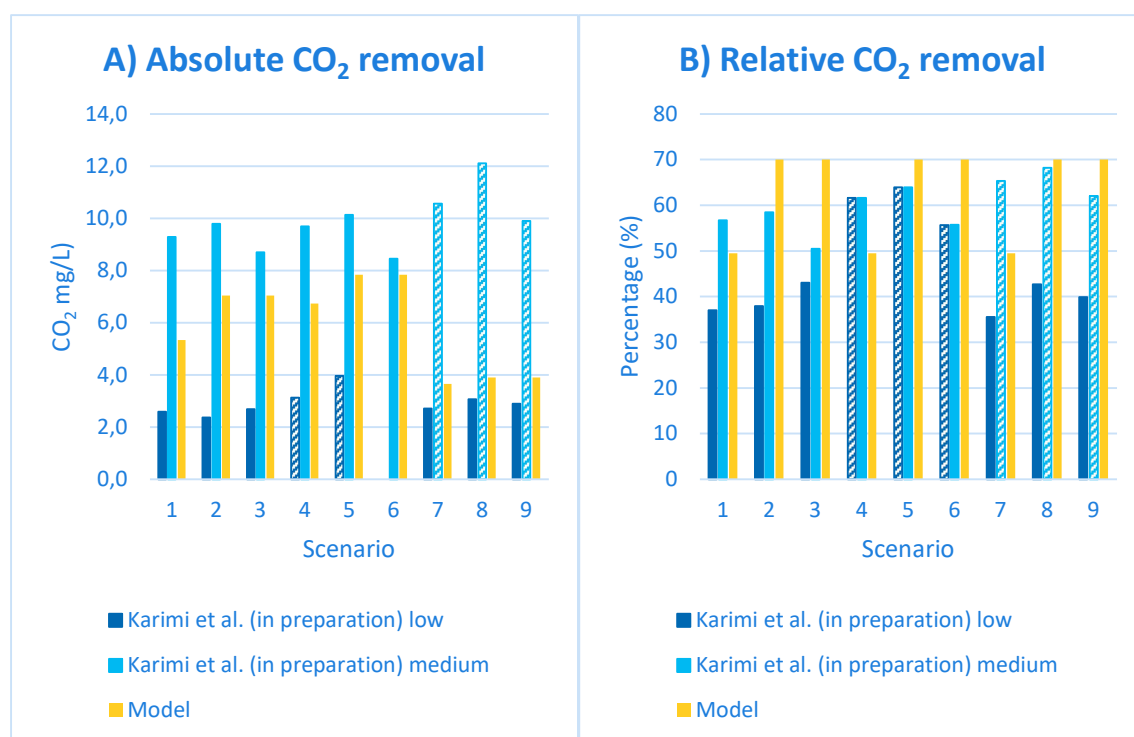 A) Absolute CO₂ removal
14,0
12,0
10,0
8,0
6,0
4,0
2,0
0,0
CO₂ mg/L
1 2 3 4 5 6 7 8 9
Scenario
Karimi et al. (in preparation) low
Karimi et al. (in preparation) medium
Model
B) Relative CO₂ removal
80
70
60
50
40
30
20
10
0
Percentage (%)
1 2 3 4 5 6 7 8 9
Scenario
Karimi et al. (in preparation) low
Karimi et al. (in preparation) medium
Model